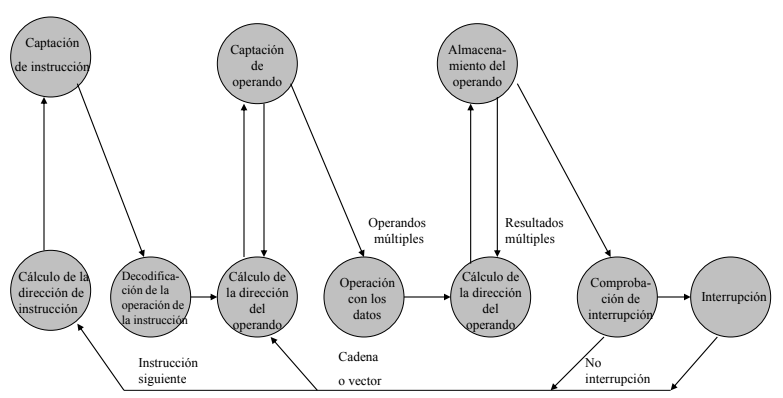 Captación
de instrucción
Captación
de
operando
Almacena-
miento del
operando
Operandos
múltiples
Resultados
múltiples
Cálculo de la
dirección de
instrucción
Decodifica-
ción de la
operación de
la instrucción
Cálculo de
la dirección
del
operando
Operación
con los
datos
Cálculo de
la dirección
del
operando
Comproba-
ación de
interrupción
Interrupción
Instrucción
siguiente
Cadena
o vector
No
interrupción